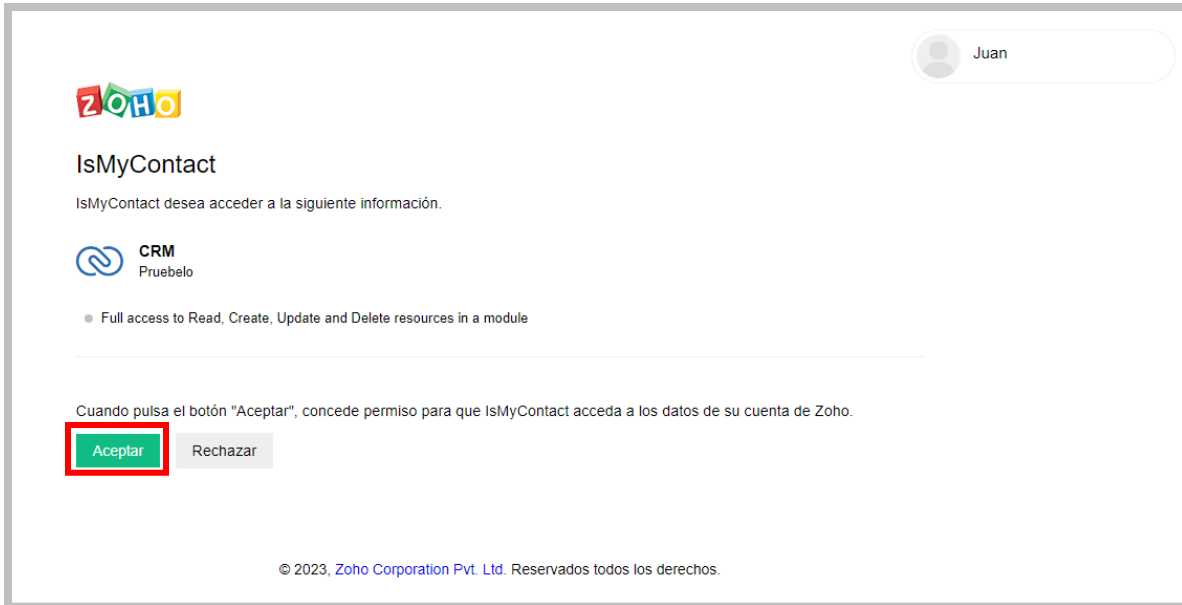 Juan
ZOHO
IsMyContact
IsMyContact desea acceder a la siguiente información.
CRM
Pruebelo
Full access to Read, Create, Update and Delete resources in a module
Cuando pulsa el botón "Aceptar", concede permiso para que IsMyContact acceda a los datos de su cuenta de Zoho.
Aceptar Rechazar
© 2023, Zoho Corporation Pvt. Ltd. Reservados todos los derechos.